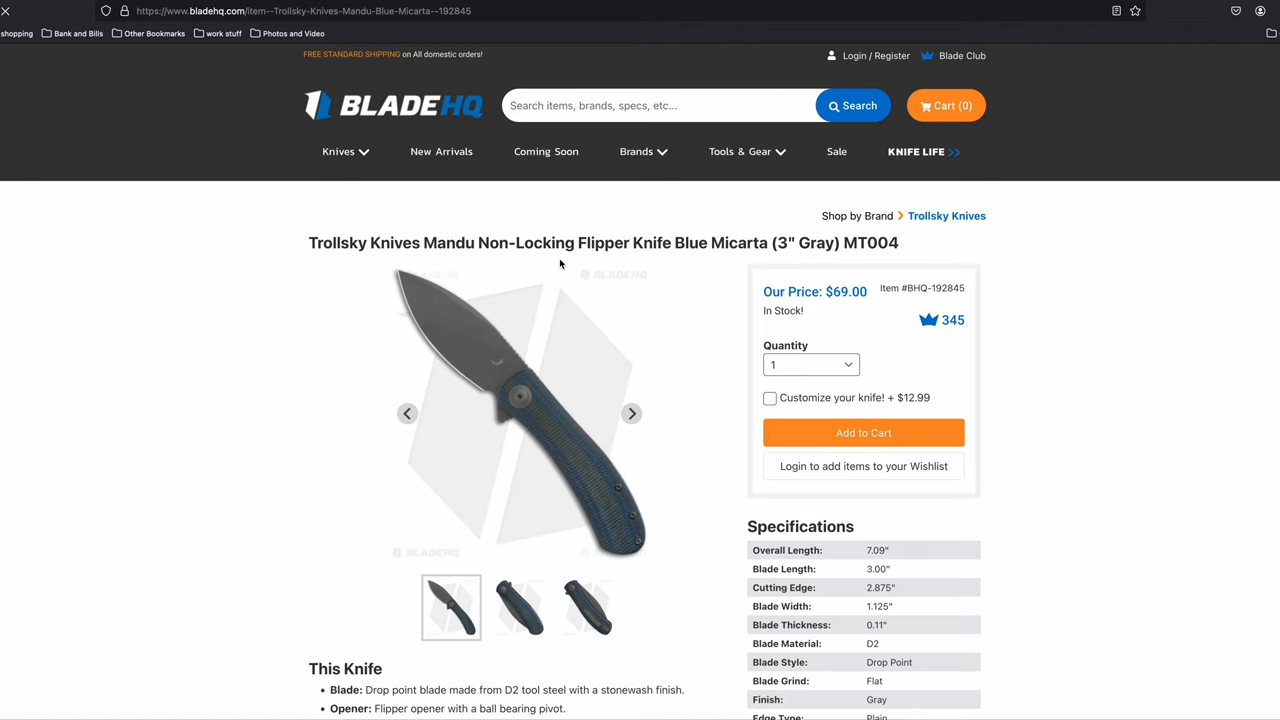 https://www.bladehq.com/item--Trollsky-Knives-Mandu-Blue-Micarta--192845
shopping Bank and Bills Other Bookmarks work stuff Photos and Video
FREE STANDARD SHIPPING on All domestic orders!
Login / Register Blade Club
BLADEHQ
Search items, brands, specs, etc...
Search
Cart (0)
Knives New Arrivals Coming Soon Brands Tools & Gear Sale KNIFE LIFE >>
Shop by Brand Trollsky Knives
Trollsky Knives Mandu Non-Locking Flipper Knife Blue Micarta (3" Gray) MT004
BLADEHQ
Our Price: $69.00 Item #BHQ-192845
In Stock!
345
Quantity
1
Customize your knife! + $12.99
Add to Cart
Login to add items to your Wishlist
BLADEHQ
Specifications
Overall Length: 7.09"
Blade Length: 3.00"
Cutting Edge: 2.875"
Blade Width: 1.125"
Blade Thickness: 0.11"
Blade Material: D2
Blade Style: Drop Point
Blade Grind: Flat
Finish: Gray
Edge Type: Plain
This Knife
• Blade: Drop point blade made from D2 tool steel with a stonewash finish.
• Opener: Flipper opener with a ball bearing pivot.